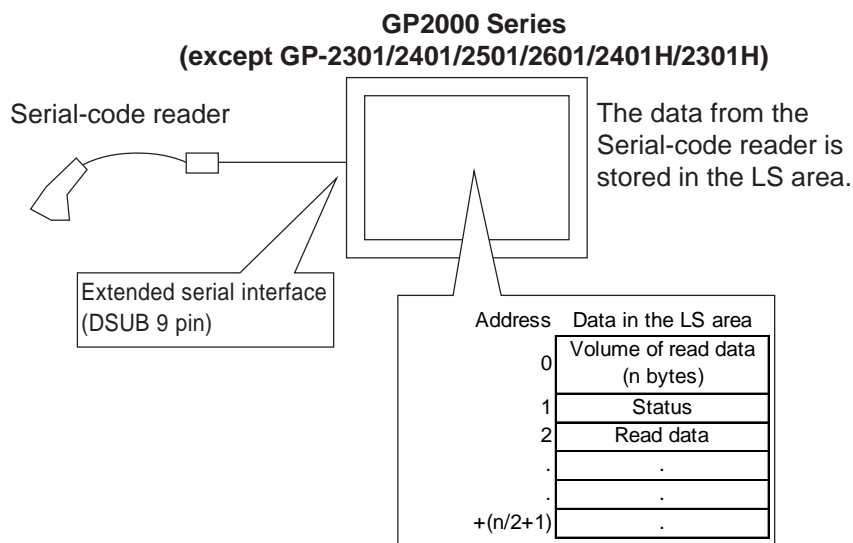 GP2000 Series
(except GP-2301/2401/2501/2601/2401H/2301H)
Serial-code reader
The data from the
Serial-code reader is
stored in the LS area.
Extended serial interface
(DSUB 9 pin)
Address Data in the LS area
0 Volume of read data
(n bytes)
1 Status
2 Read data
. .
. .
+(n/2+1) .